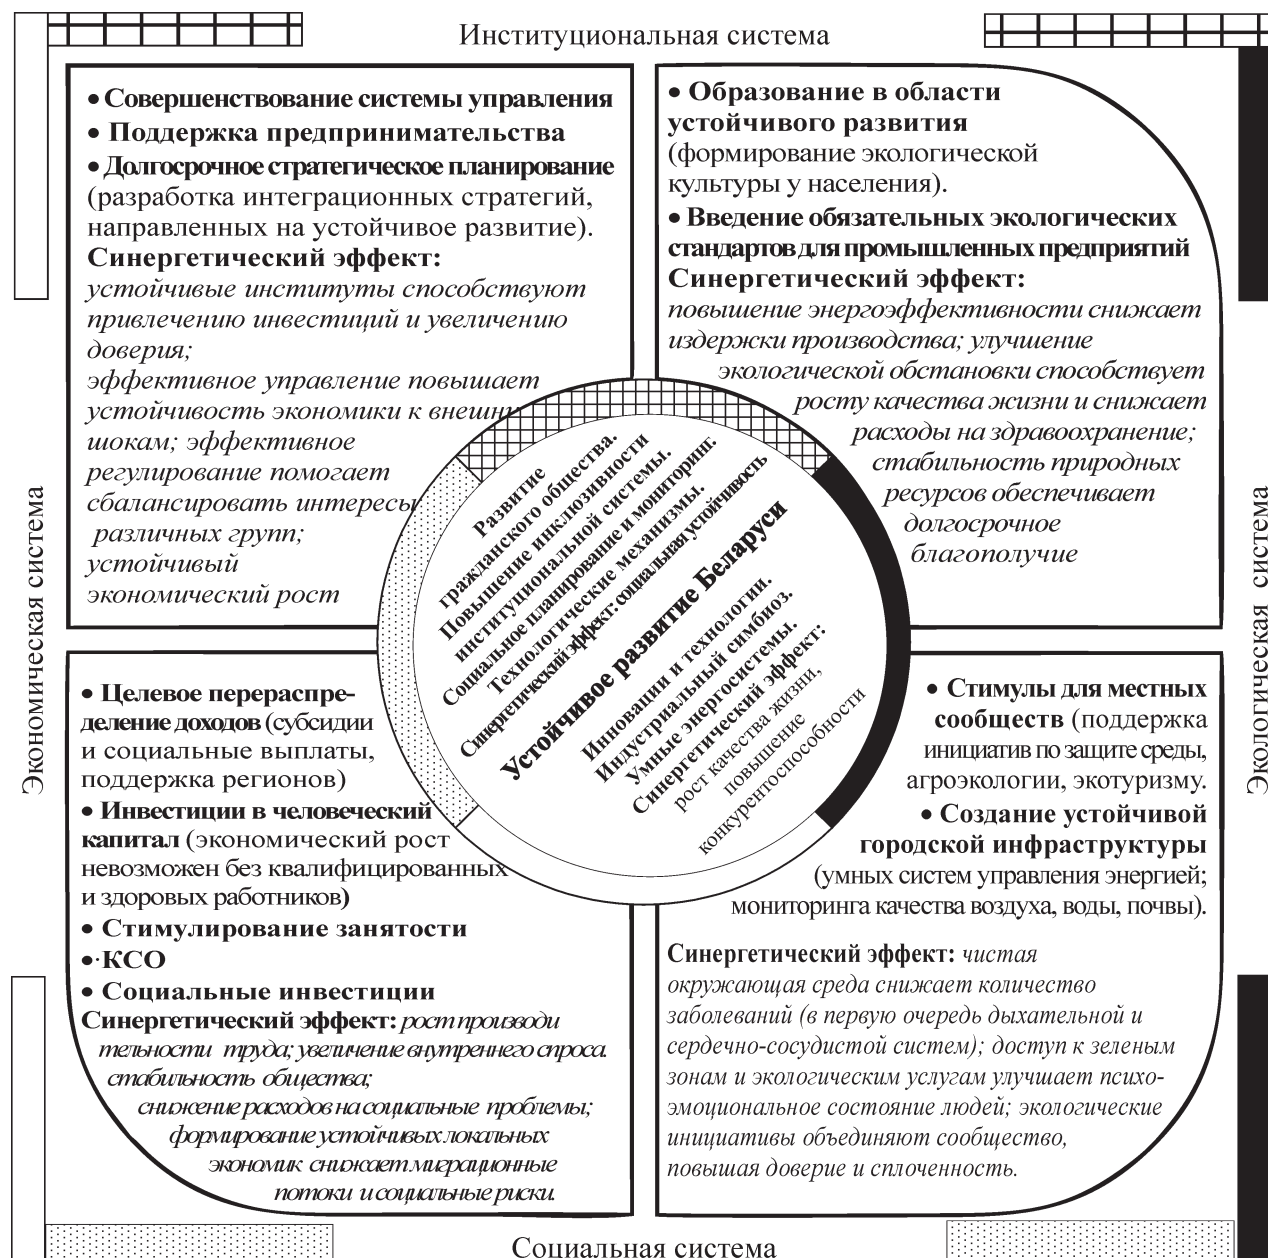 Институциональная система
• Совершенствование системы управления
• Поддержка предпринимательства
• Долгосрочное стратегическое планирование
(разработка интеграционных стратегий,
направленных на устойчивое развитие).
Синергетический эффект:
устойчивые институты способствуют
привлечению инвестиций и увеличению
доверия;
эффективное управление повышает
устойчивость экономики к внешни
шокам; эффективное
регулирование помогает
сбалансировать интересы
различных групп;
устойчивый
экономический рост
• Образование в области
устойчивого развития
(формирование экологической
культуры у населения).
• Введение обязательных экологических
стандартов для промышленных предприятий
Синергетический эффект:
повышение энергоэффективности снижает
издержки производства; улучшение
экологической обстановки способствует
росту качества жизни и снижает
расходы на здравоохранение;
стабильность природных
ресурсов обеспечивает
долгосрочное
благополучие
Экономическая система
Экологическая система
Развитие
гражданского общества.
Повышение инклюзивности
институциональной системы.
Социальное планирование и мониторинг.
Технологические механизмы.
Синергический эффект: социальная устойчивость
Устойчивое развитие Беларуси
Инновации и технологии.
Индустриальный симбиоз.
Умные энергосистемы.
Синергетический эффект:
рост качества жизни,
повышение
конкурентоспособности
• Целевое перераспре-
деление доходов (субсидии
и социальные выплаты,
поддержка регионов)
• Инвестиции в человеческий
капитал (экономический рост
невозможен без квалифицированных
и здоровых работников)
• Стимулирование занятости
•·КСО
• Социальные инвестиции
Синергетический эффект: рост производи
тельности труда; увеличение внутреннего спроса.
стабильность общества;
снижение расходов на социальные проблемы;
формирование устойчивых локальных
экономик снижает миграционные
потоки и социальные риски.
• Стимулы для местных
сообществ (поддержка
инициатив по защите среды,
агроэкологии, экотуризму.
• Создание устойчивой
городской инфраструктуры
(умных систем управления энергией;
мониторинга качества воздуха, воды, почвы).
Синергетический эффект: чистая
окружающая среда снижает количество
заболеваний (в первую очередь дыхательной и
сердечно-сосудистой систем); доступ к зеленым
зонам и экологическим услугам улучшает психо-
эмоциональное состояние людей; экологические
инициативы объединяют сообщество,
повышая доверие и сплоченность.
Социальная система